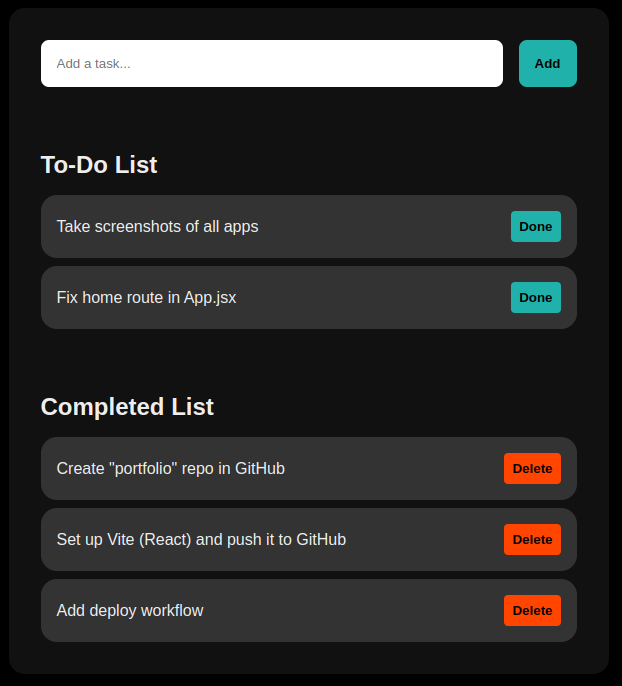 Add a task...
Add
To-Do List
Take screenshots of all apps
Done
Fix home route in App.jsx
Done
Completed List
Create "portfolio" repo in GitHub
Delete
Set up Vite (React) and push it to GitHub
Delete
Add deploy workflow
Delete